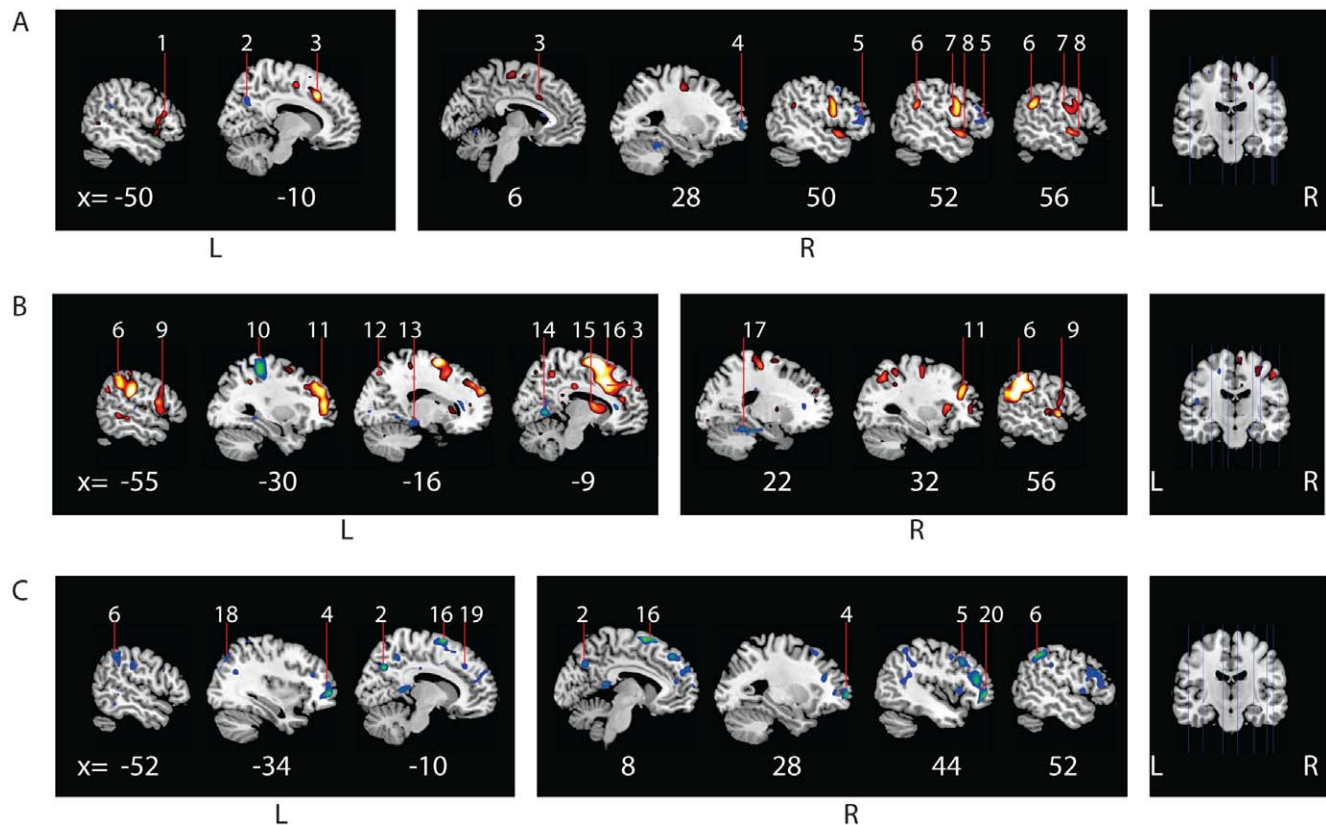 A
1 2 3 3 4 5 6 7 8 5 6 7 8
x= -50 -10 6 28 50 52 56 L R
L R
B
6 9 10 11 12 13 14 15 16 3 17 11 6 9
x= -55 -30 -16 -9 22 32 56 L R
L R
C
6 18 4 2 16 19 2 16 4 5 20 6
x= -52 -34 -10 8 28 44 52 L R
L R